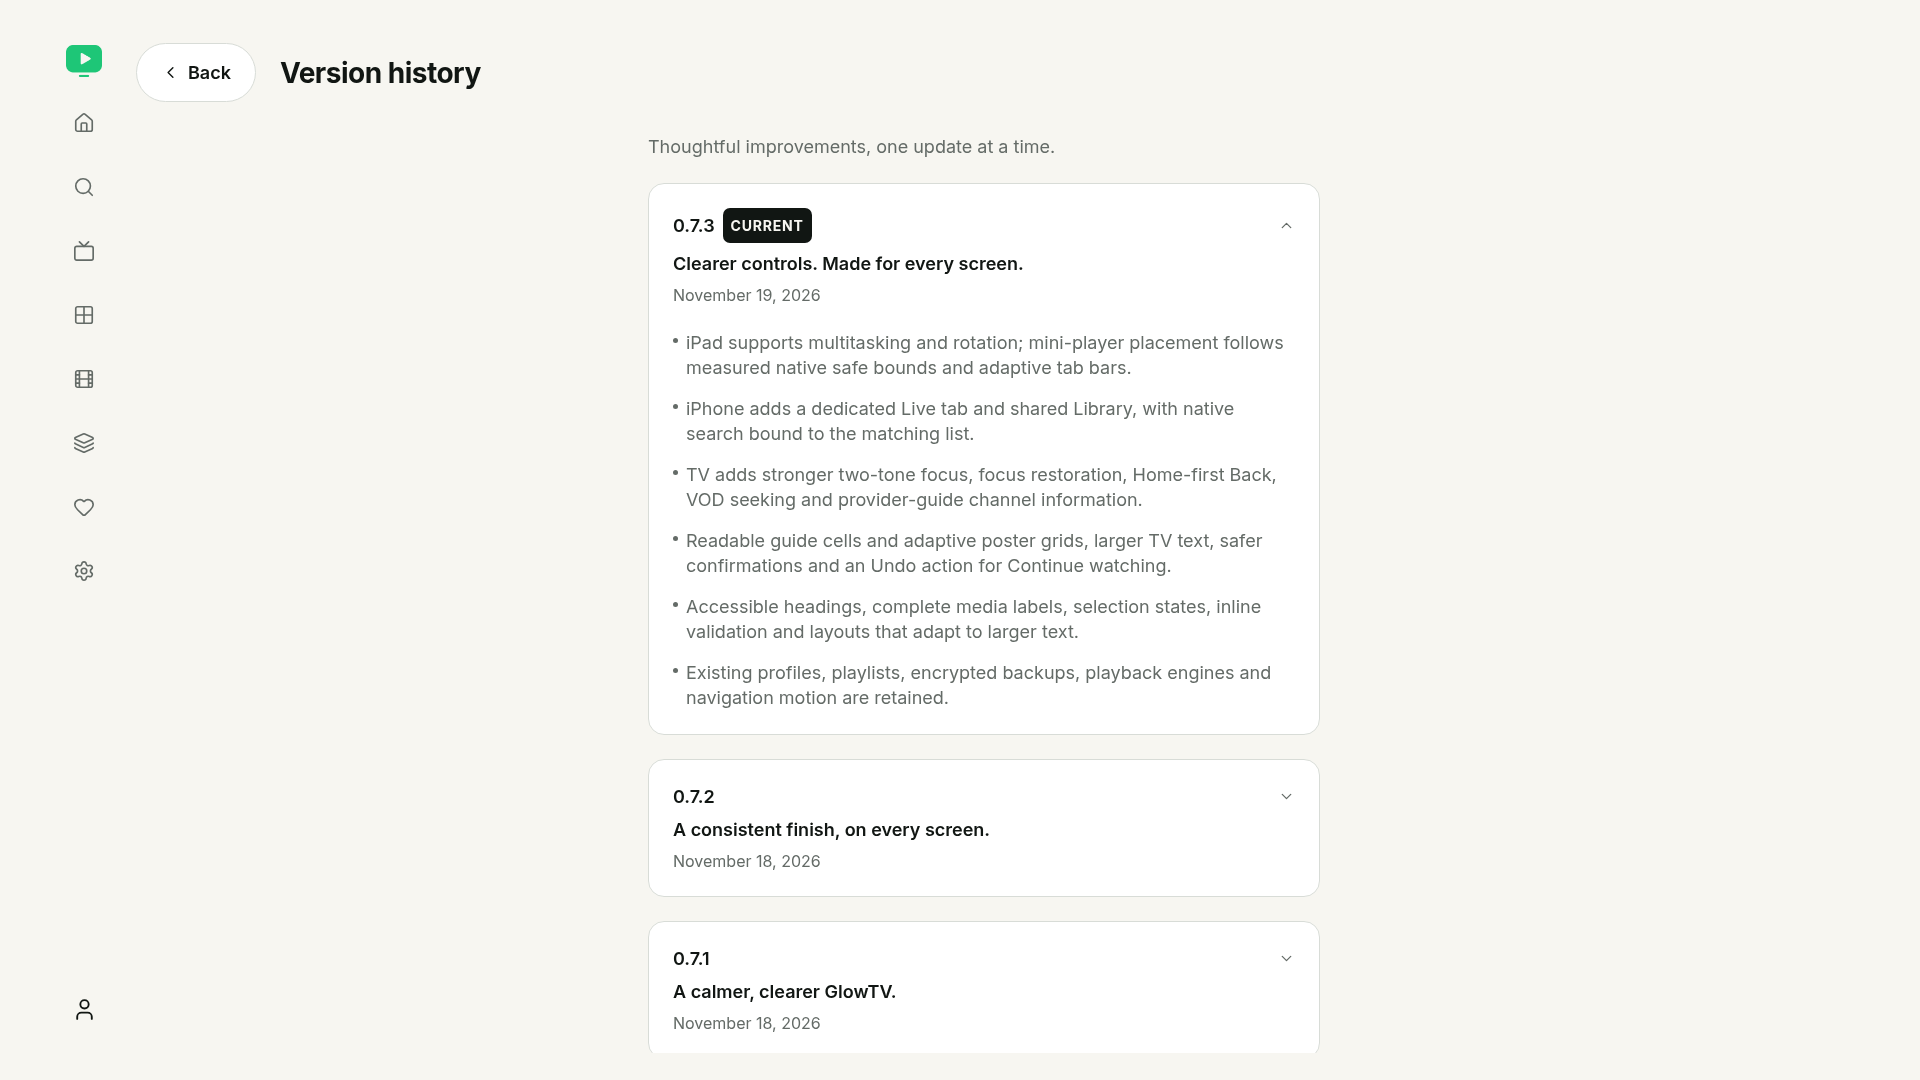 Back
Version history
Thoughtful improvements, one update at a time.
0.7.3 CURRENT
Clearer controls. Made for every screen.
November 19, 2026
• iPad supports multitasking and rotation; mini-player placement follows
measured native safe bounds and adaptive tab bars.
• iPhone adds a dedicated Live tab and shared Library, with native
search bound to the matching list.
• TV adds stronger two-tone focus, focus restoration, Home-first Back,
VOD seeking and provider-guide channel information.
• Readable guide cells and adaptive poster grids, larger TV text, safer
confirmations and an Undo action for Continue watching.
• Accessible headings, complete media labels, selection states, inline
validation and layouts that adapt to larger text.
• Existing profiles, playlists, encrypted backups, playback engines and
navigation motion are retained.
0.7.2
A consistent finish, on every screen.
November 18, 2026
0.7.1
A calmer, clearer GlowTV.
November 18, 2026